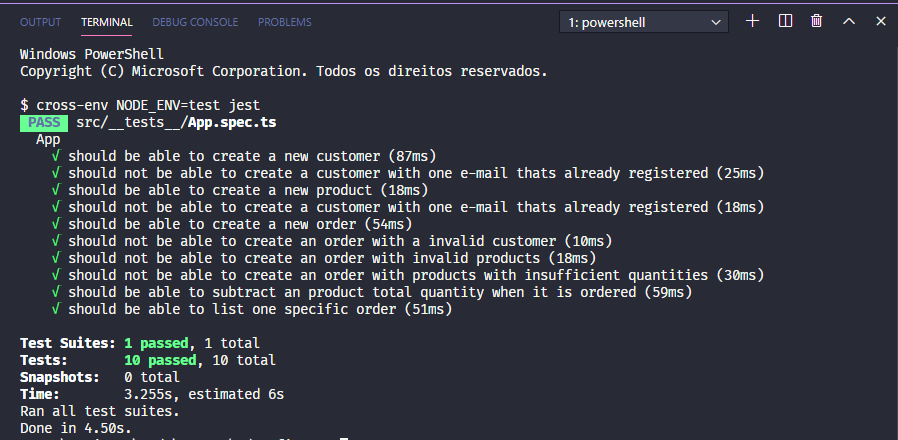 OUTPUT TERMINAL DEBUG CONSOLE PROBLEMS 1: powershell
Windows PowerShell
Copyright (C) Microsoft Corporation. Todos os direitos reservados.
$ cross-env NODE_ENV=test jest
PASS src/__tests__/App.spec.ts
App
√ should be able to create a new customer (87ms)
√ should not be able to create a customer with one e-mail thats already registered (25ms)
√ should be able to create a new product (18ms)
√ should not be able to create a customer with one e-mail thats already registered (18ms)
√ should be able to create a new order (54ms)
√ should not be able to create an order with a invalid customer (10ms)
√ should not be able to create an order with invalid products (18ms)
√ should not be able to create an order with products with insufficient quantities (30ms)
√ should be able to subtract an product total quantity when it is ordered (59ms)
√ should be able to list one specific order (51ms)
Test Suites: 1 passed, 1 total
Tests: 10 passed, 10 total
Snapshots: 0 total
Time: 3.255s, estimated 6s
Ran all test suites.
Done in 4.50s.